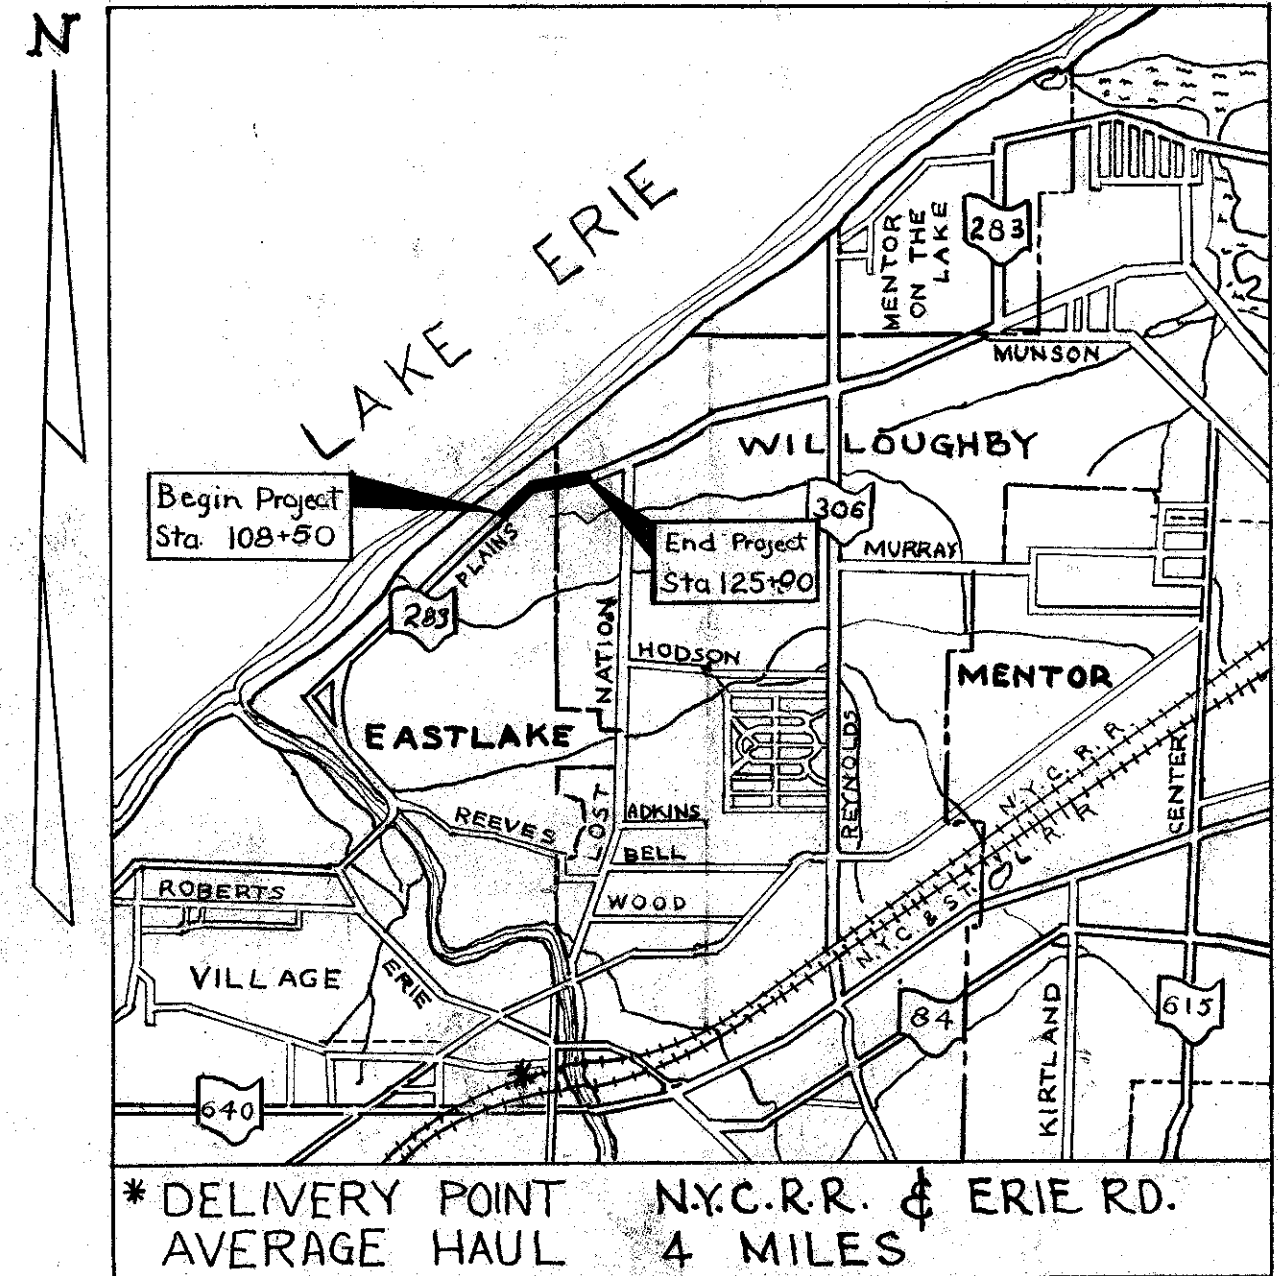 N
LAKE ERIE
MENTOR
ON THE
LAKE
283
MUNSON
WILLOUGHBY
Begin Project
Sta. 108+50
End Project
Sta 125+00
306
MURRAY
PLAINS
283
NATION
HODSON
MENTOR
EASTLAKE
REYNOLDS
N.Y.C. R. R.
CENTER
REEVES
LOST
ADKINS
BELL
WOOD
ROBERTS
N.Y.C. & ST. L. R R
VILLAGE
ERIE
84
KIRTLAND
615
640
*
* DELIVERY POINT N.Y.C.R.R. & ERIE RD.
AVERAGE HAUL 4 MILES